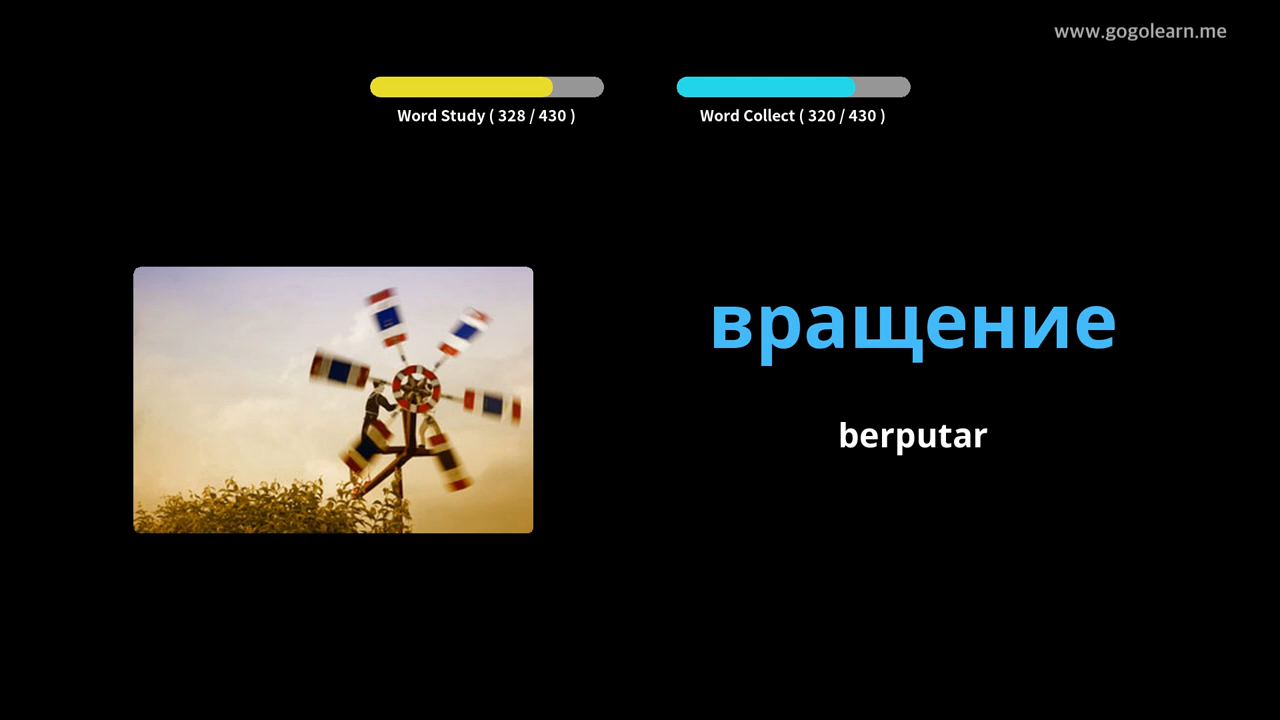 www.gogolearn.me
Word Study ( 328 / 430 )
Word Collect ( 320 / 430 )
вращение
berputar